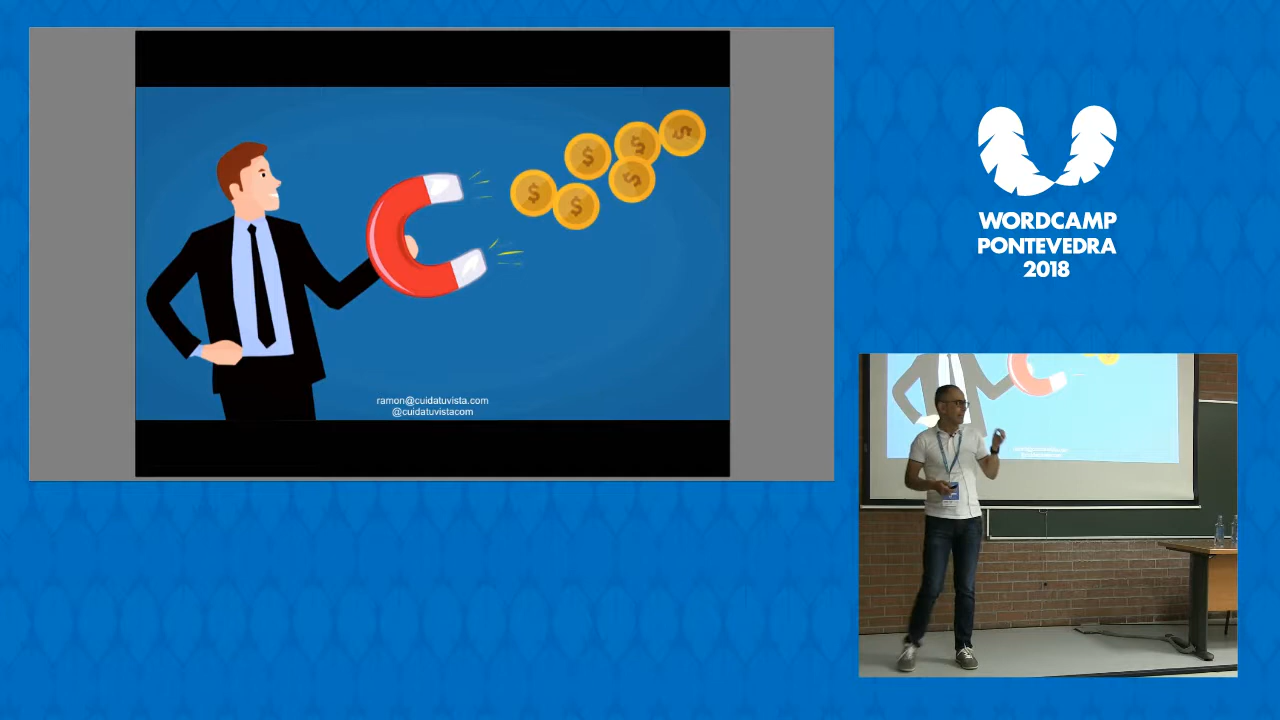 $ $ $ $ $ $
ramon@cuidatuvista.com
@cuidatuvistacom
WORDCAMP
PONTEVEDRA
2018